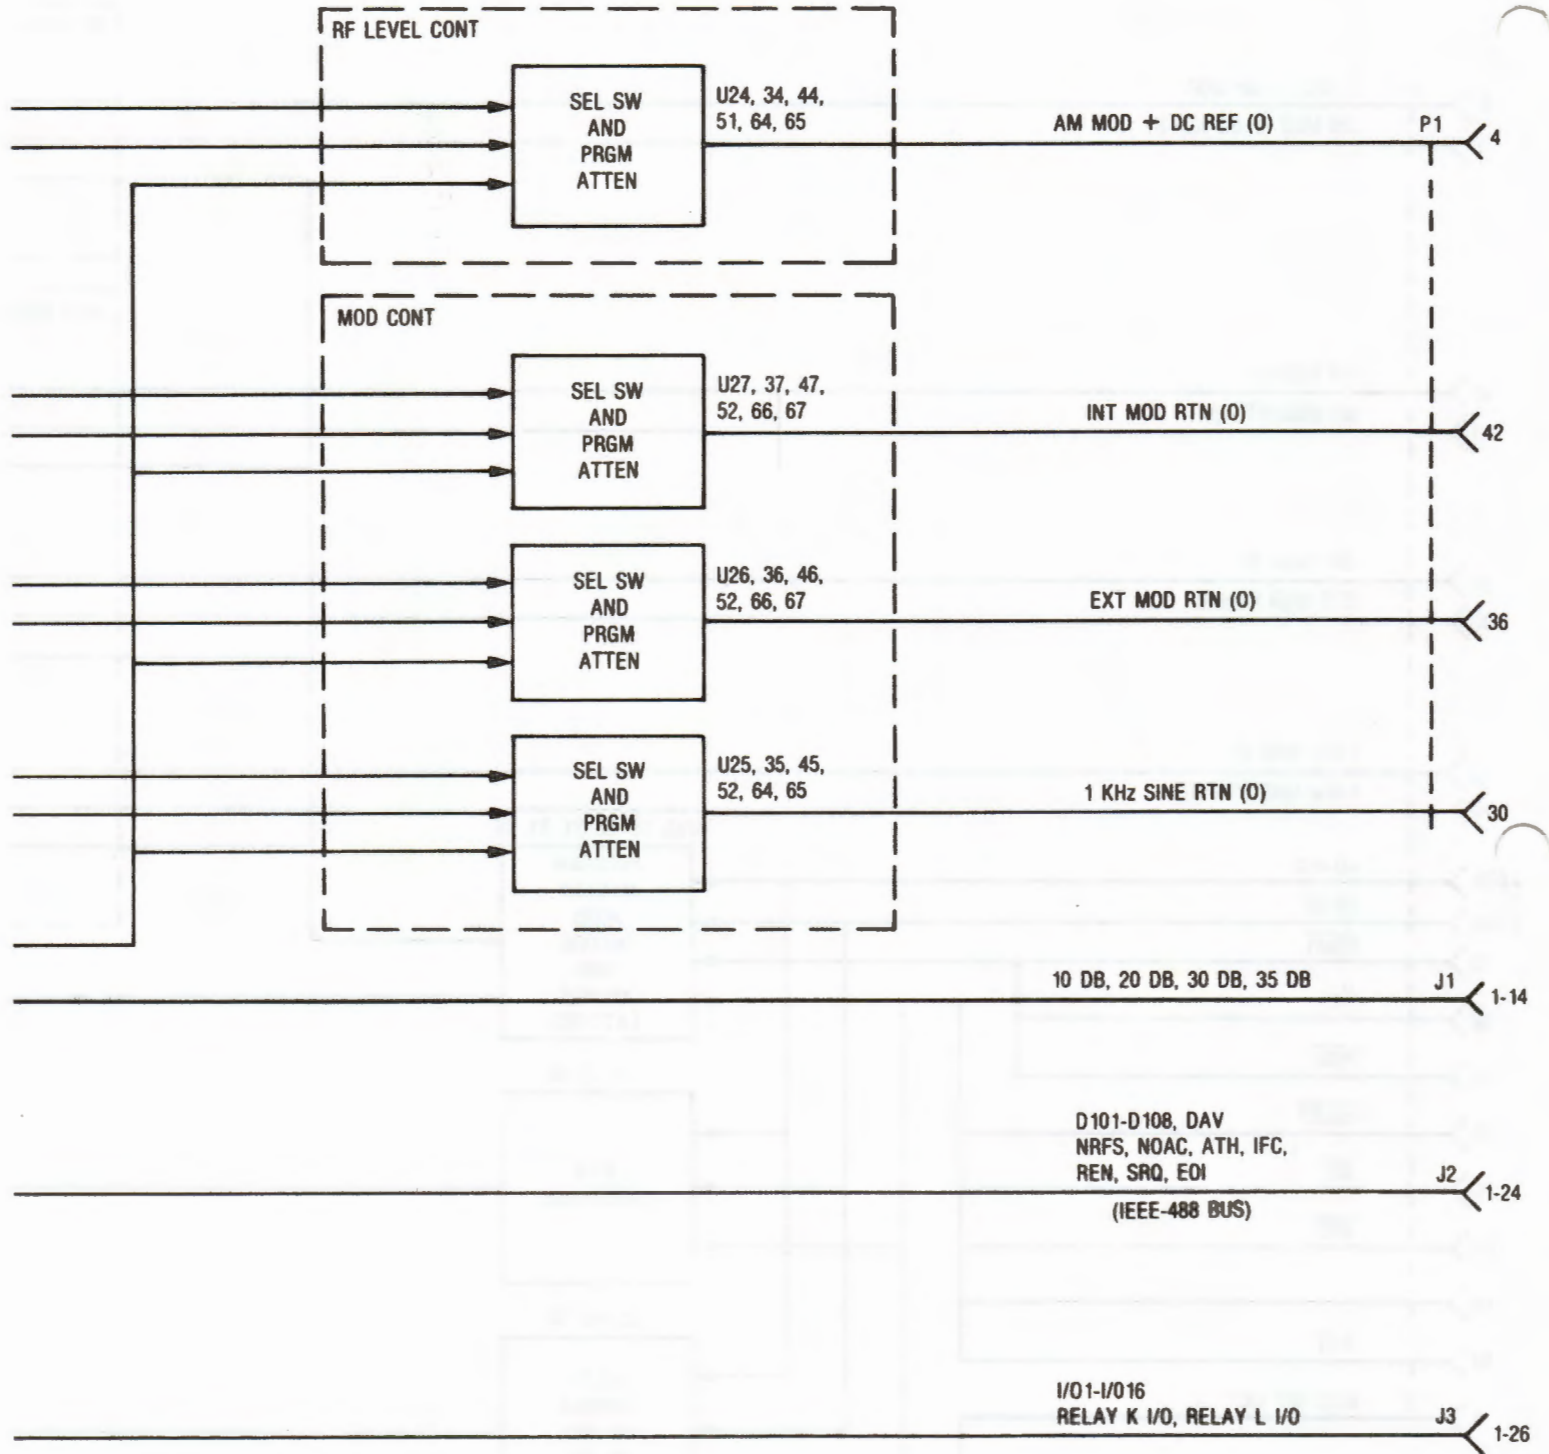 RF LEVEL CONT
SEL SW
AND
PRGM
ATTEN
U24, 34, 44,
51, 64, 65
AM MOD + DC REF (O)
P1
4
MOD CONT
SEL SW
AND
PRGM
ATTEN
U27, 37, 47,
52, 66, 67
INT MOD RTN (O)
42
SEL SW
AND
PRGM
ATTEN
U26, 36, 46,
52, 66, 67
EXT MOD RTN (O)
36
SEL SW
AND
PRGM
ATTEN
U25, 35, 45,
52, 64, 65
1 KHz SINE RTN (O)
30
10 DB, 20 DB, 30 DB, 35 DB
J1
1-14
D101-D108, DAV
NRFS, NOAC, ATH, IFC,
REN, SRQ, EOI
(IEEE-488 BUS)
J2
1-24
I/O1-I/O16
RELAY K I/O, RELAY L I/O
J3
1-26